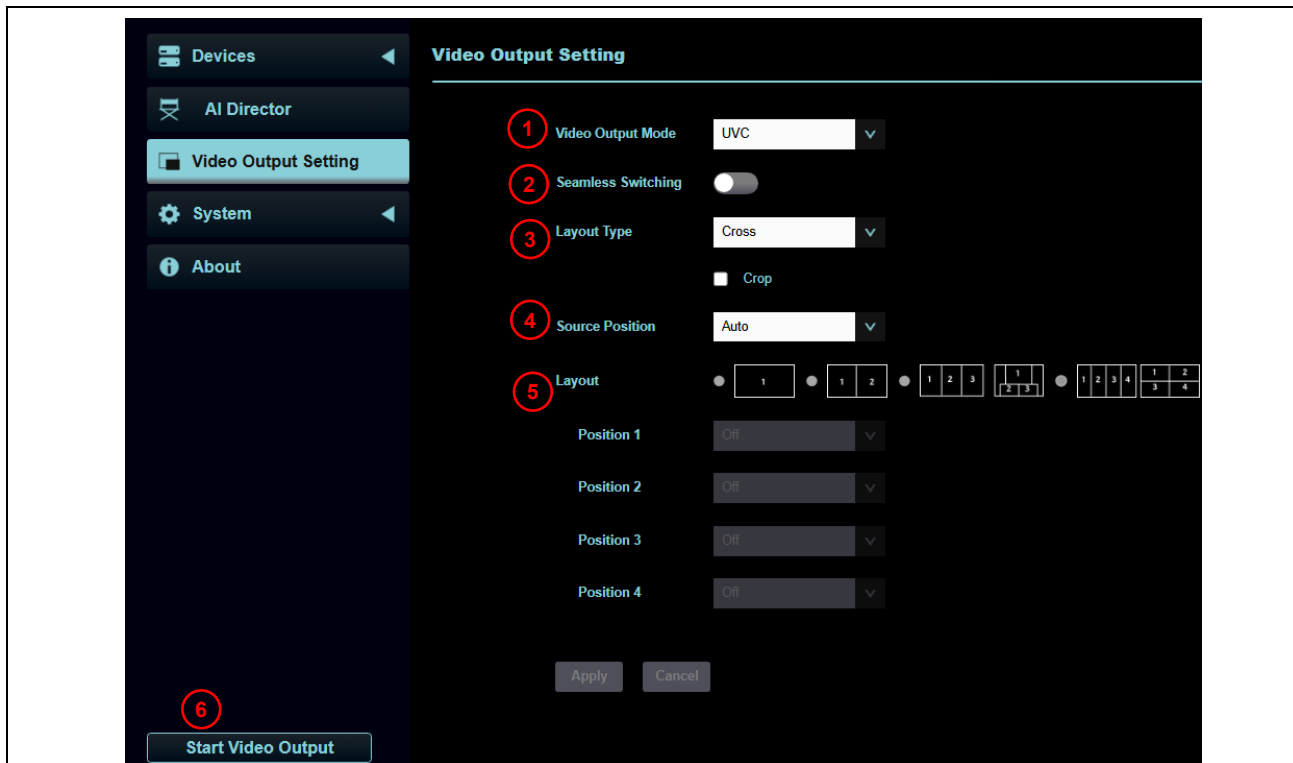 Devices
AI Director
Video Output Setting
System
About
Video Output Setting
1 Video Output Mode UVC
2 Seamless Switching
3 Layout Type Cross
Crop
4 Source Position Auto
5 Layout 1 1 2 1 2 3 1 2 3 1 2 3 4 1 2 3 4
Position 1 Off
Position 2 Off
Position 3 Off
Position 4 Off
Apply Cancel
6
Start Video Output